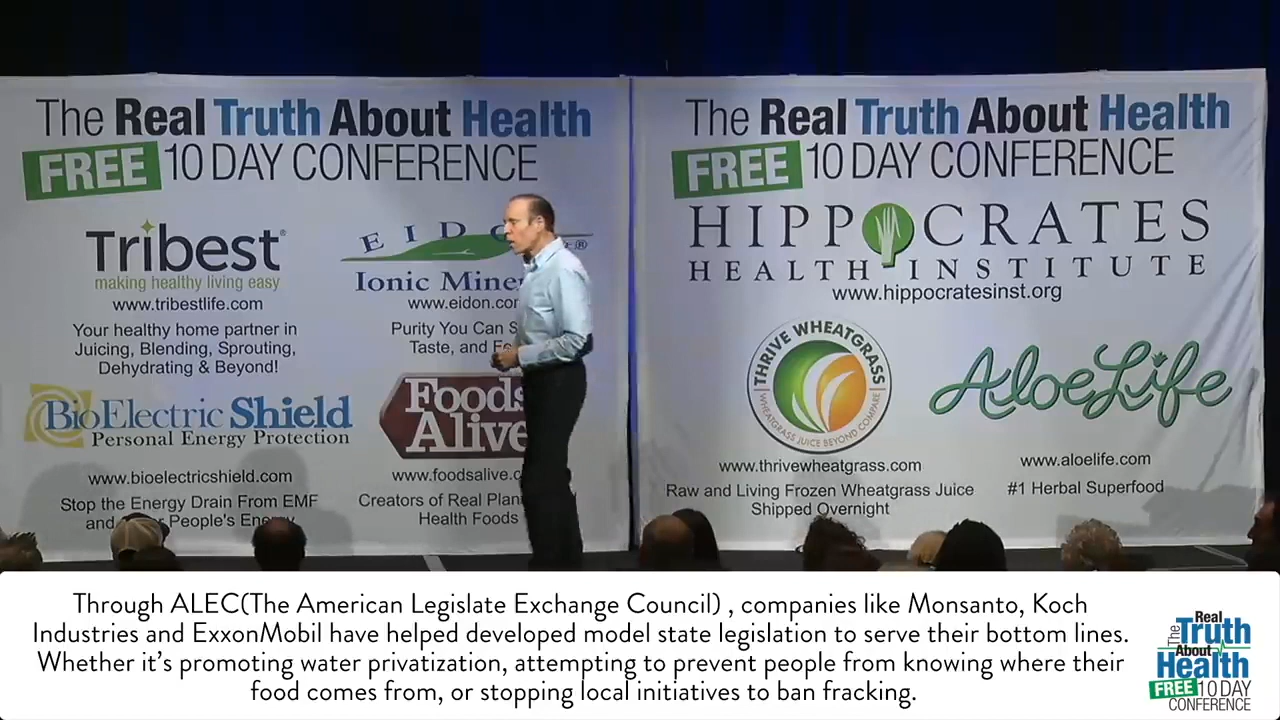 The Real Truth About Health
FREE 10 DAY CONFERENCE
Tribest®
making healthy living easy
www.tribestlife.com
Your healthy home partner in
Juicing, Blending, Sprouting,
Dehydrating & Beyond!
EID
®
Ionic
www.eidon
Purity You Can
Taste, and
BioElectric Shield
Personal Energy Protection
www.bioelectricshield.com
Stop the Energy Drain From EMF
and People's
Foods
Alive
www.foodsalive
Creators of Real
Health Foods
The Real Truth About Health
FREE 10 DAY CONFERENCE
HIPPOCRATES
HEALTH INSTITUTE
www.hippocratesinst.org
THRIVE WHEATGRASS
WHEATGRASS JUICE BEYOND COMPARE
www.thrivewheatgrass.com
Raw and Living Frozen Wheatgrass Juice
Shipped Overnight
AloeLife
www.aloelife.com
#1 Herbal Superfood
Through ALEC(The American Legislate Exchange Council) , companies like Monsanto, Koch
Industries and ExxonMobil have helped developed model state legislation to serve their bottom lines.
Whether it’s promoting water privatization, attempting to prevent people from knowing where their
food comes from, or stopping local initiatives to ban fracking.
The Real
Truth
About
Health
FREE 10 DAY
CONFERENCE